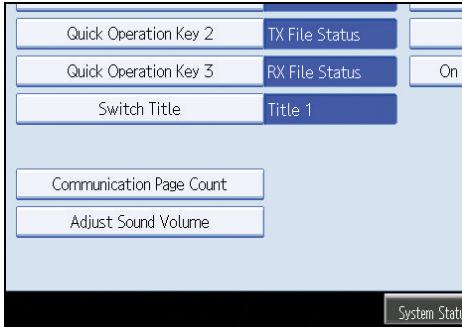 Quick Operation Key 2 TX File Status
Quick Operation Key 3 RX File Status On
Switch Title Title 1
Communication Page Count
Adjust Sound Volume
System